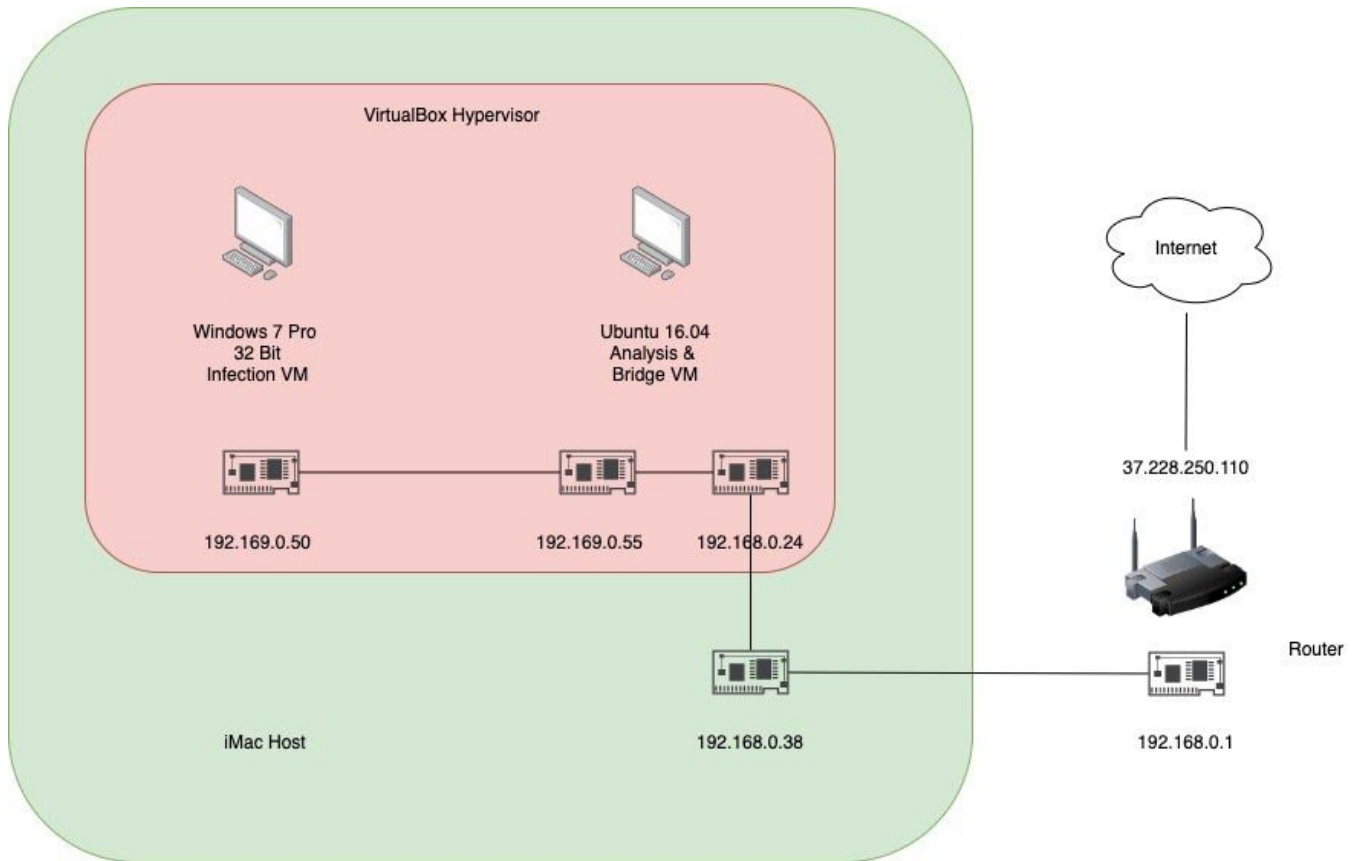 VirtualBox Hypervisor
Windows 7 Pro
32 Bit
Infection VM
Ubuntu 16.04
Analysis &
Bridge VM
Internet
37.228.250.110
192.169.0.50
192.169.0.55
192.168.0.24
Router
iMac Host
192.168.0.38
192.168.0.1